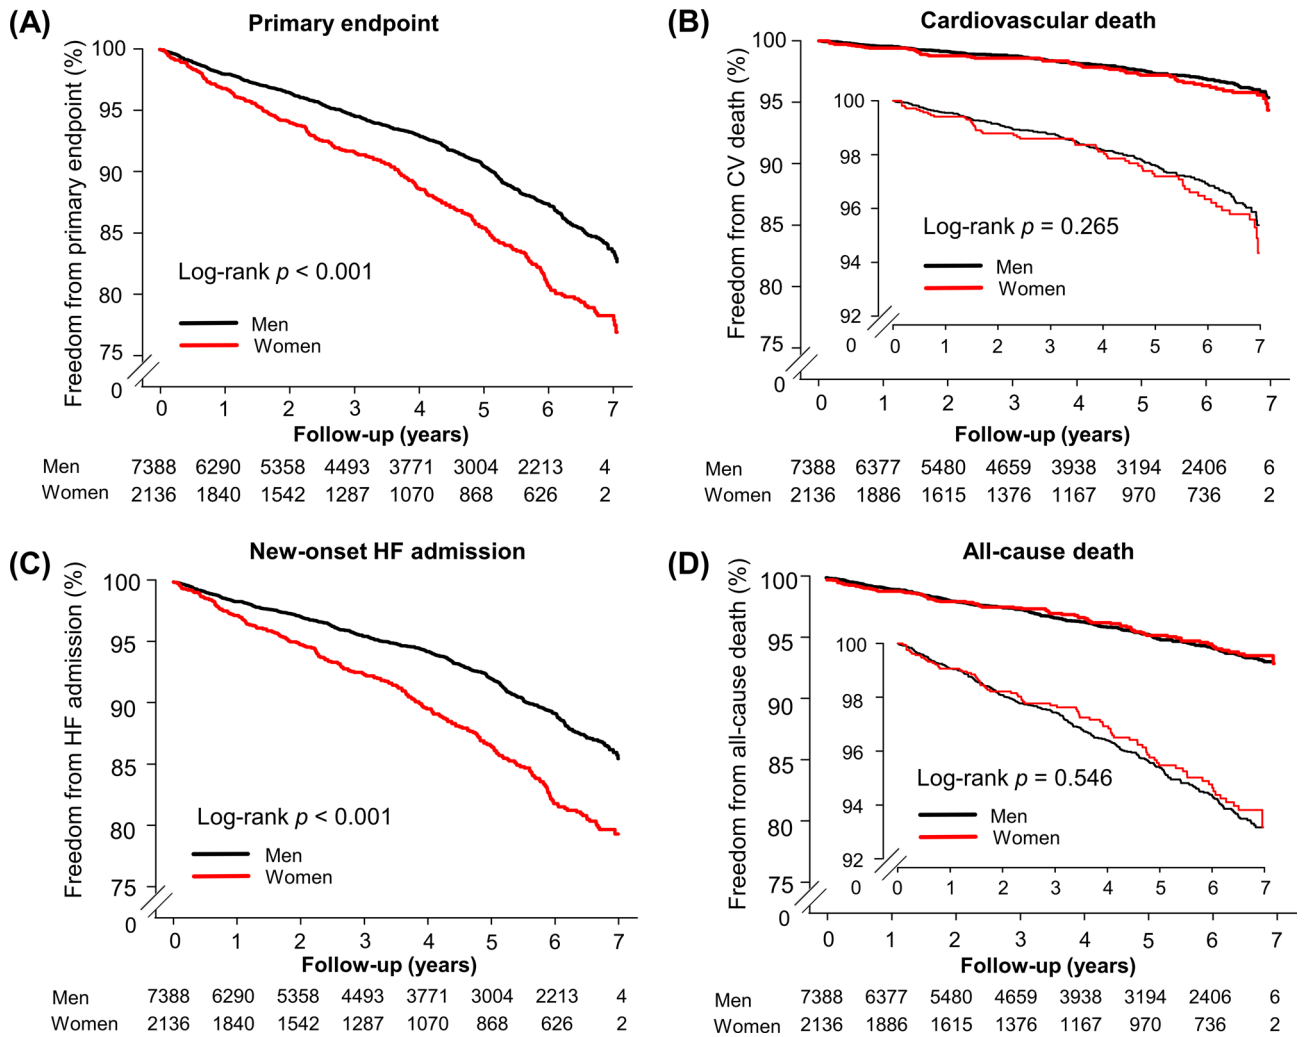 (A)
Primary endpoint
Freedom from primary endpoint (%)
100
95
90
85
80
75
0
Log-rank p < 0.001
Men
Women
0 1 2 3 4 5 6 7
Follow-up (years)
Men 7388 6290 5358 4493 3771 3004 2213 4
Women 2136 1840 1542 1287 1070 868 626 2
(B)
Cardiovascular death
Freedom from CV death (%)
100
95
90
85
80
75
0
100
98
96
94
92
0
Log-rank p = 0.265
Men
Women
0 1 2 3 4 5 6 7
0 1 2 3 4 5 6 7
Follow-up (years)
Men 7388 6377 5480 4659 3938 3194 2406 6
Women 2136 1886 1615 1376 1167 970 736 2
(C)
New-onset HF admission
Freedom from HF admission (%)
100
95
90
85
80
75
0
Log-rank p < 0.001
Men
Women
0 1 2 3 4 5 6 7
Follow-up (years)
Men 7388 6290 5358 4493 3771 3004 2213 4
Women 2136 1840 1542 1287 1070 868 626 2
(D)
All-cause death
Freedom from all-cause death (%)
100
95
90
85
80
75
0
100
98
96
94
92
0
Log-rank p = 0.546
Men
Women
0 1 2 3 4 5 6 7
0 1 2 3 4 5 6 7
Follow-up (years)
Men 7388 6377 5480 4659 3938 3194 2406 6
Women 2136 1886 1615 1376 1167 970 736 2